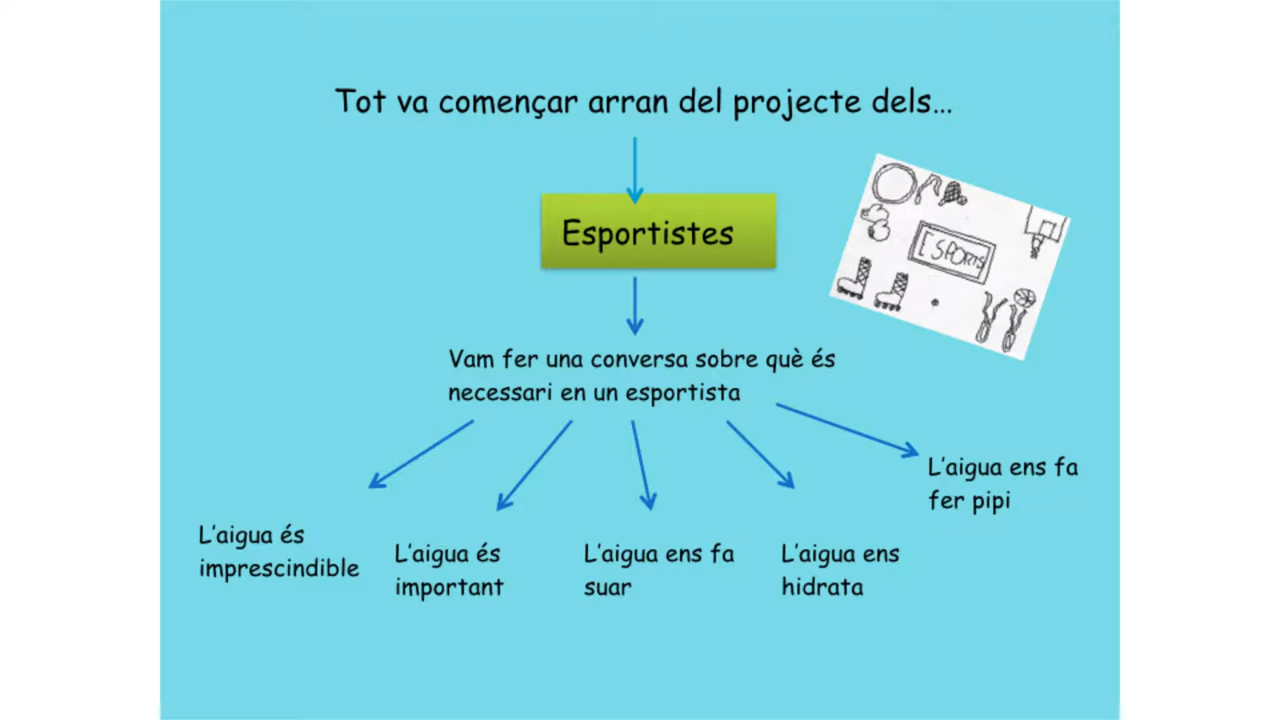 Tot va començar arran del projecte dels...
Esportistes
ESPORTS
Vam fer una conversa sobre què és
necessari en un esportista
L'aigua ens fa
fer pipi
L'aigua és
imprescindible
L'aigua és
important
L'aigua ens fa
suar
L'aigua ens
hidrata